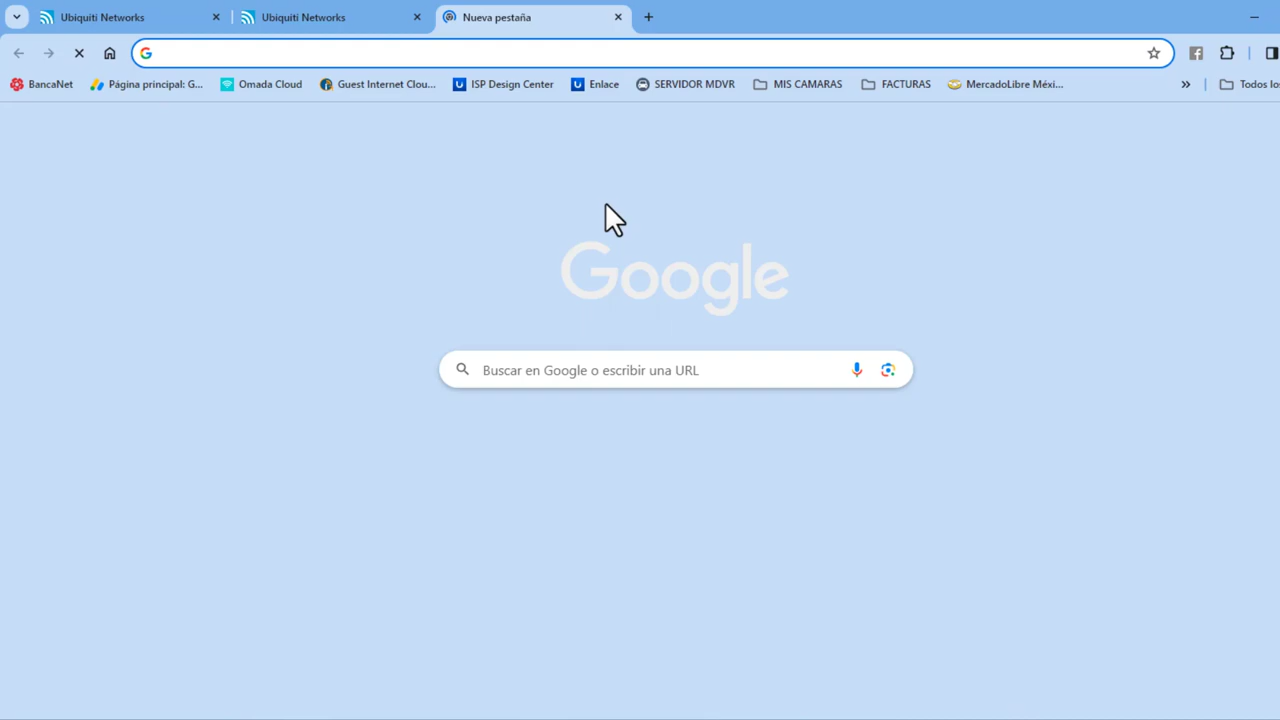 Ubiquiti Networks
Ubiquiti Networks
Nueva pestaña
BancaNet
Página principal: G...
Omada Cloud
Guest Internet Clou...
ISP Design Center
Enlace
SERVIDOR MDVR
MIS CAMARAS
FACTURAS
MercadoLibre Méxi...
»
Todos los
Google
Buscar en Google o escribir una URL